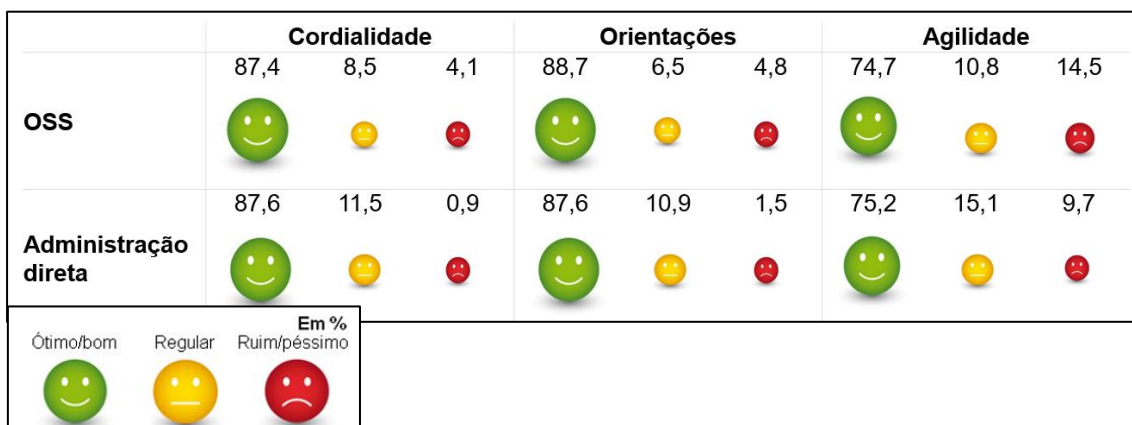 Cordialidade Orientações Agilidade
87,4 8,5 4,1 88,7 6,5 4,8 74,7 10,8 14,5
OSS
87,6 11,5 0,9 87,6 10,9 1,5 75,2 15,1 9,7
Administração
direta
Em %
Ótimo/bom Regular Ruim/péssimo